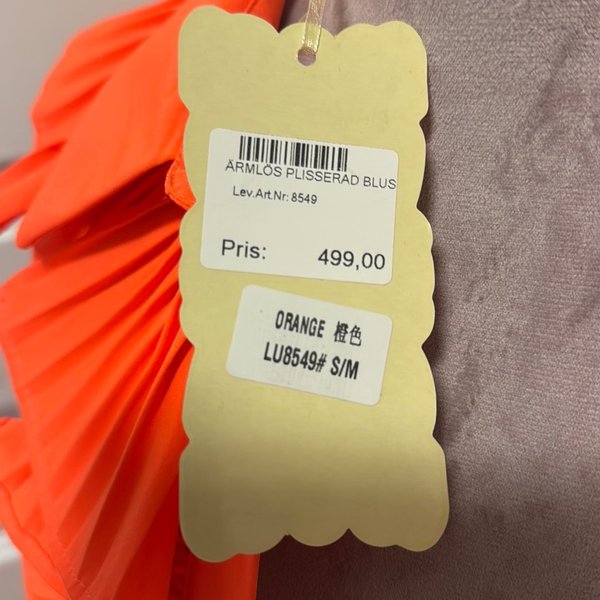 ÄRMLÖS PLISSERAD BLUS
Lev.Art.Nr: 8549
Pris: 499,00
ORANGE 橙色
LU8549# S/M